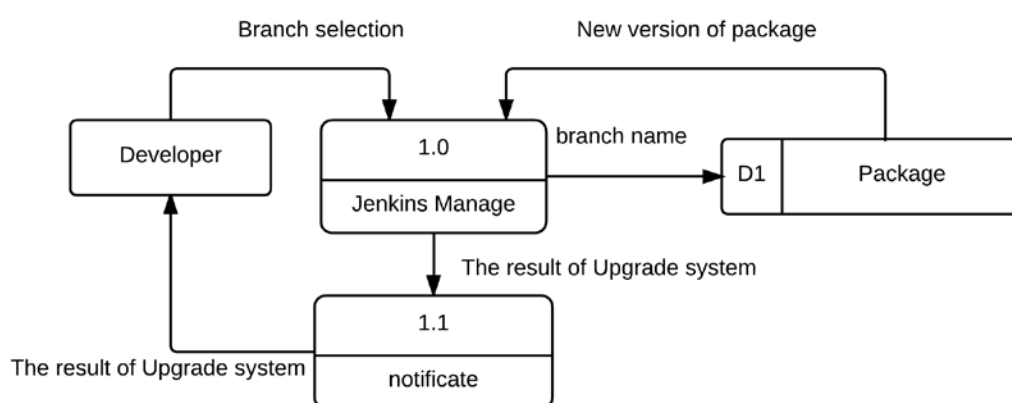 Branch selection
New version of package
Developer
1.0
Jenkins Manage
branch name
D1
Package
The result of Upgrade system
1.1
notificate
The result of Upgrade system